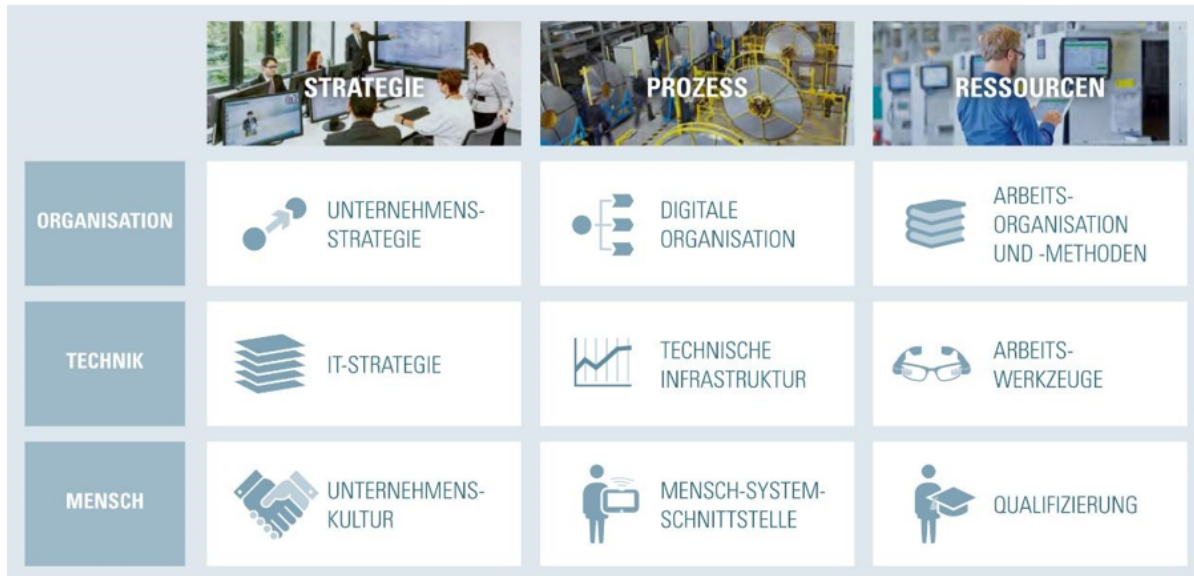 STRATEGIE
PROZESS
RESSOURCEN
ORGANISATION
UNTERNEHMENS-
STRATEGIE
DIGITALE
ORGANISATION
ARBEITS-
ORGANISATION
UND -METHODEN
TECHNIK
IT-STRATEGIE
TECHNISCHE
INFRASTRUKTUR
ARBEITS-
WERKZEUGE
MENSCH
UNTERNEHMENS-
KULTUR
MENSCH-SYSTEM-
SCHNITTSTELLE
QUALIFIZIERUNG